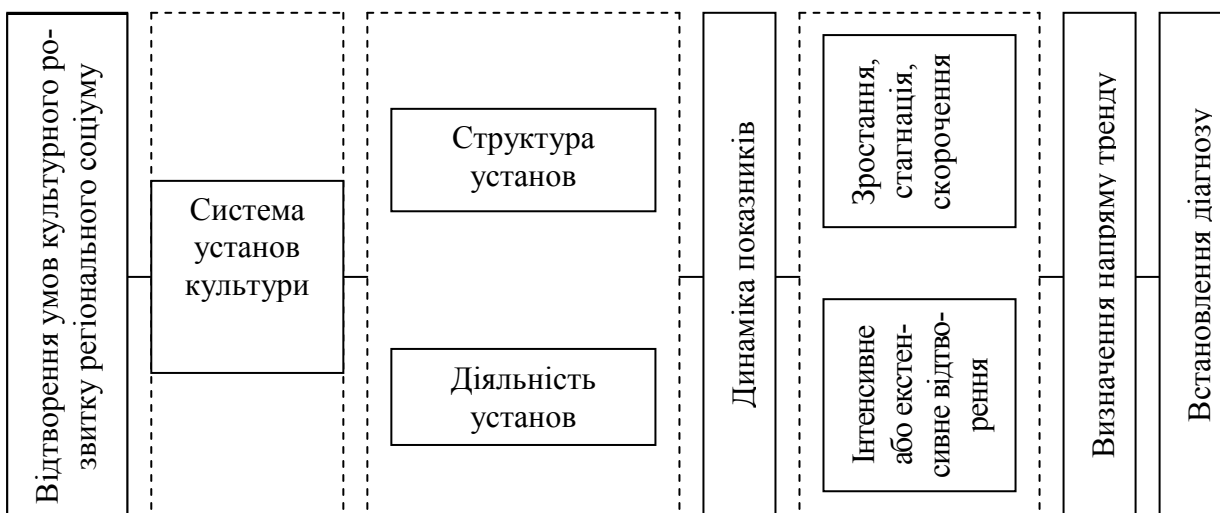 Відтворення умов культурного ро-
звитку регіонального соціуму
Система
установ
культури
Структура
установ
Діяльність
установ
Динаміка показників
Зростання,
стагнація,
скорочення
Інтенсивне
або екстен-
сивне відтво-
рення
Визначення напряму тренду
Встановлення діагнозу